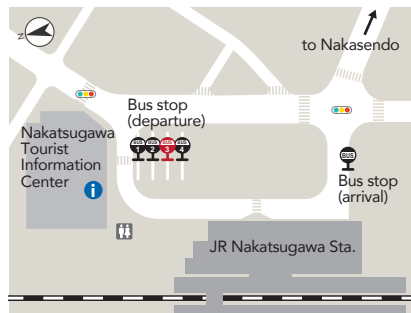 N
to Nakasendo
Bus stop
(departure)
BUS BUS BUS BUS
1 2 3 4
Nakatsugawa
Tourist
Information
Center
i
BUS
Bus stop
(arrival)
JR Nakatsugawa Sta.